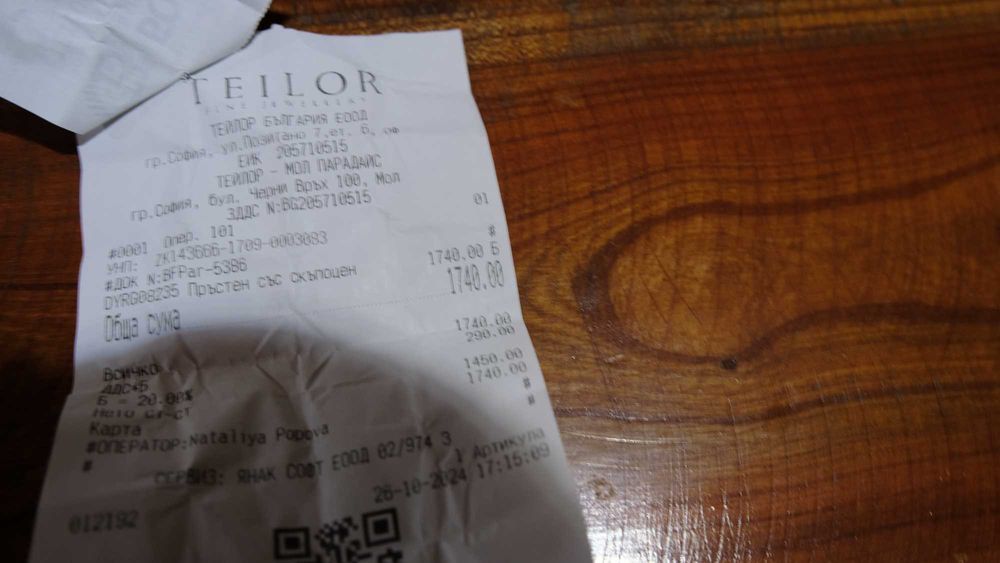 TEILOR
FINE JEWELLERY
ТЕЙЛОР БЪЛГАРИЯ ЕООД
гр.София, ул.Позитано 7,ет. 6, оф
ЕИК 205710515
ТЕЙЛОР - МОЛ ПАРАДАЙС
гр.София, бул. Черни Връх 100, Мол
ЗДДС N:BG205710515
#0001 Опер. 101 01
УНП: ZK143666-1709-0003083 #
#ДОК N:BFPar-5386
DYRG08235 Пръстен със скъпоцен 1740.00 Б
Обща сума 1740.00
Всичко 1740.00
ДДС*Б 290.00
Б = 20.00%
Нето ст-ст 1450.00
Карта 1740.00
#ОПЕРАТОР:Nataliya Popova #
# #
СЕРВИЗ: ЯНАК СОФТ ЕООД 02/974 3
1 Артикула
012192 26-10-2024 17:15:09